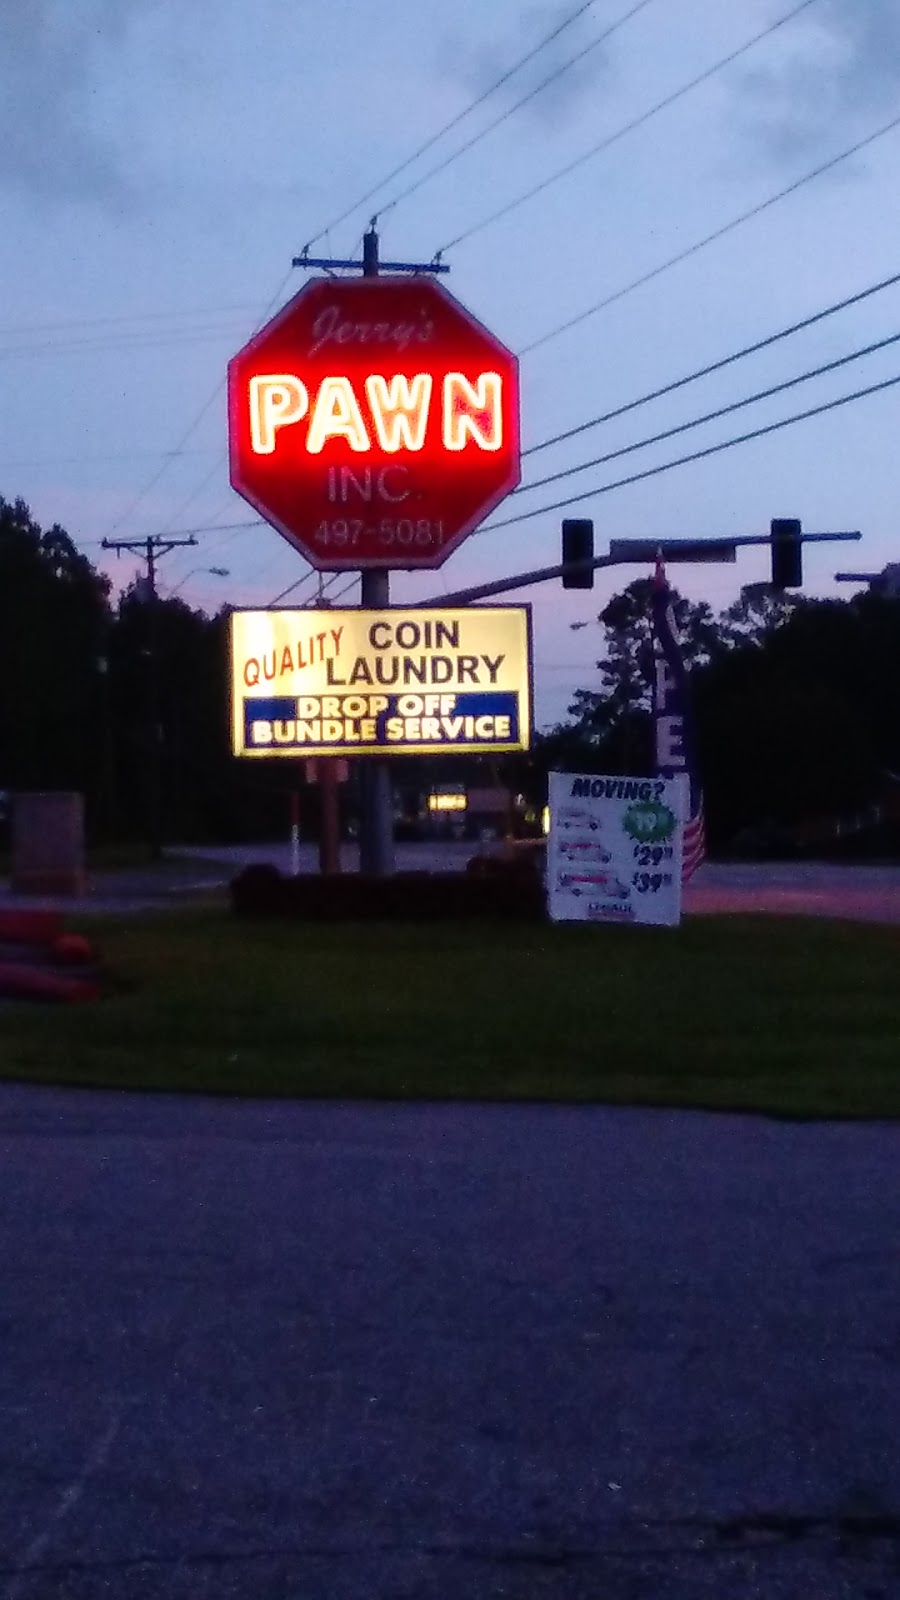 Jerry's
PAWN
INC.
497-5081
QUALITY COIN
LAUNDRY
DROP OFF
BUNDLE SERVICE
MOVING?
$29
$39